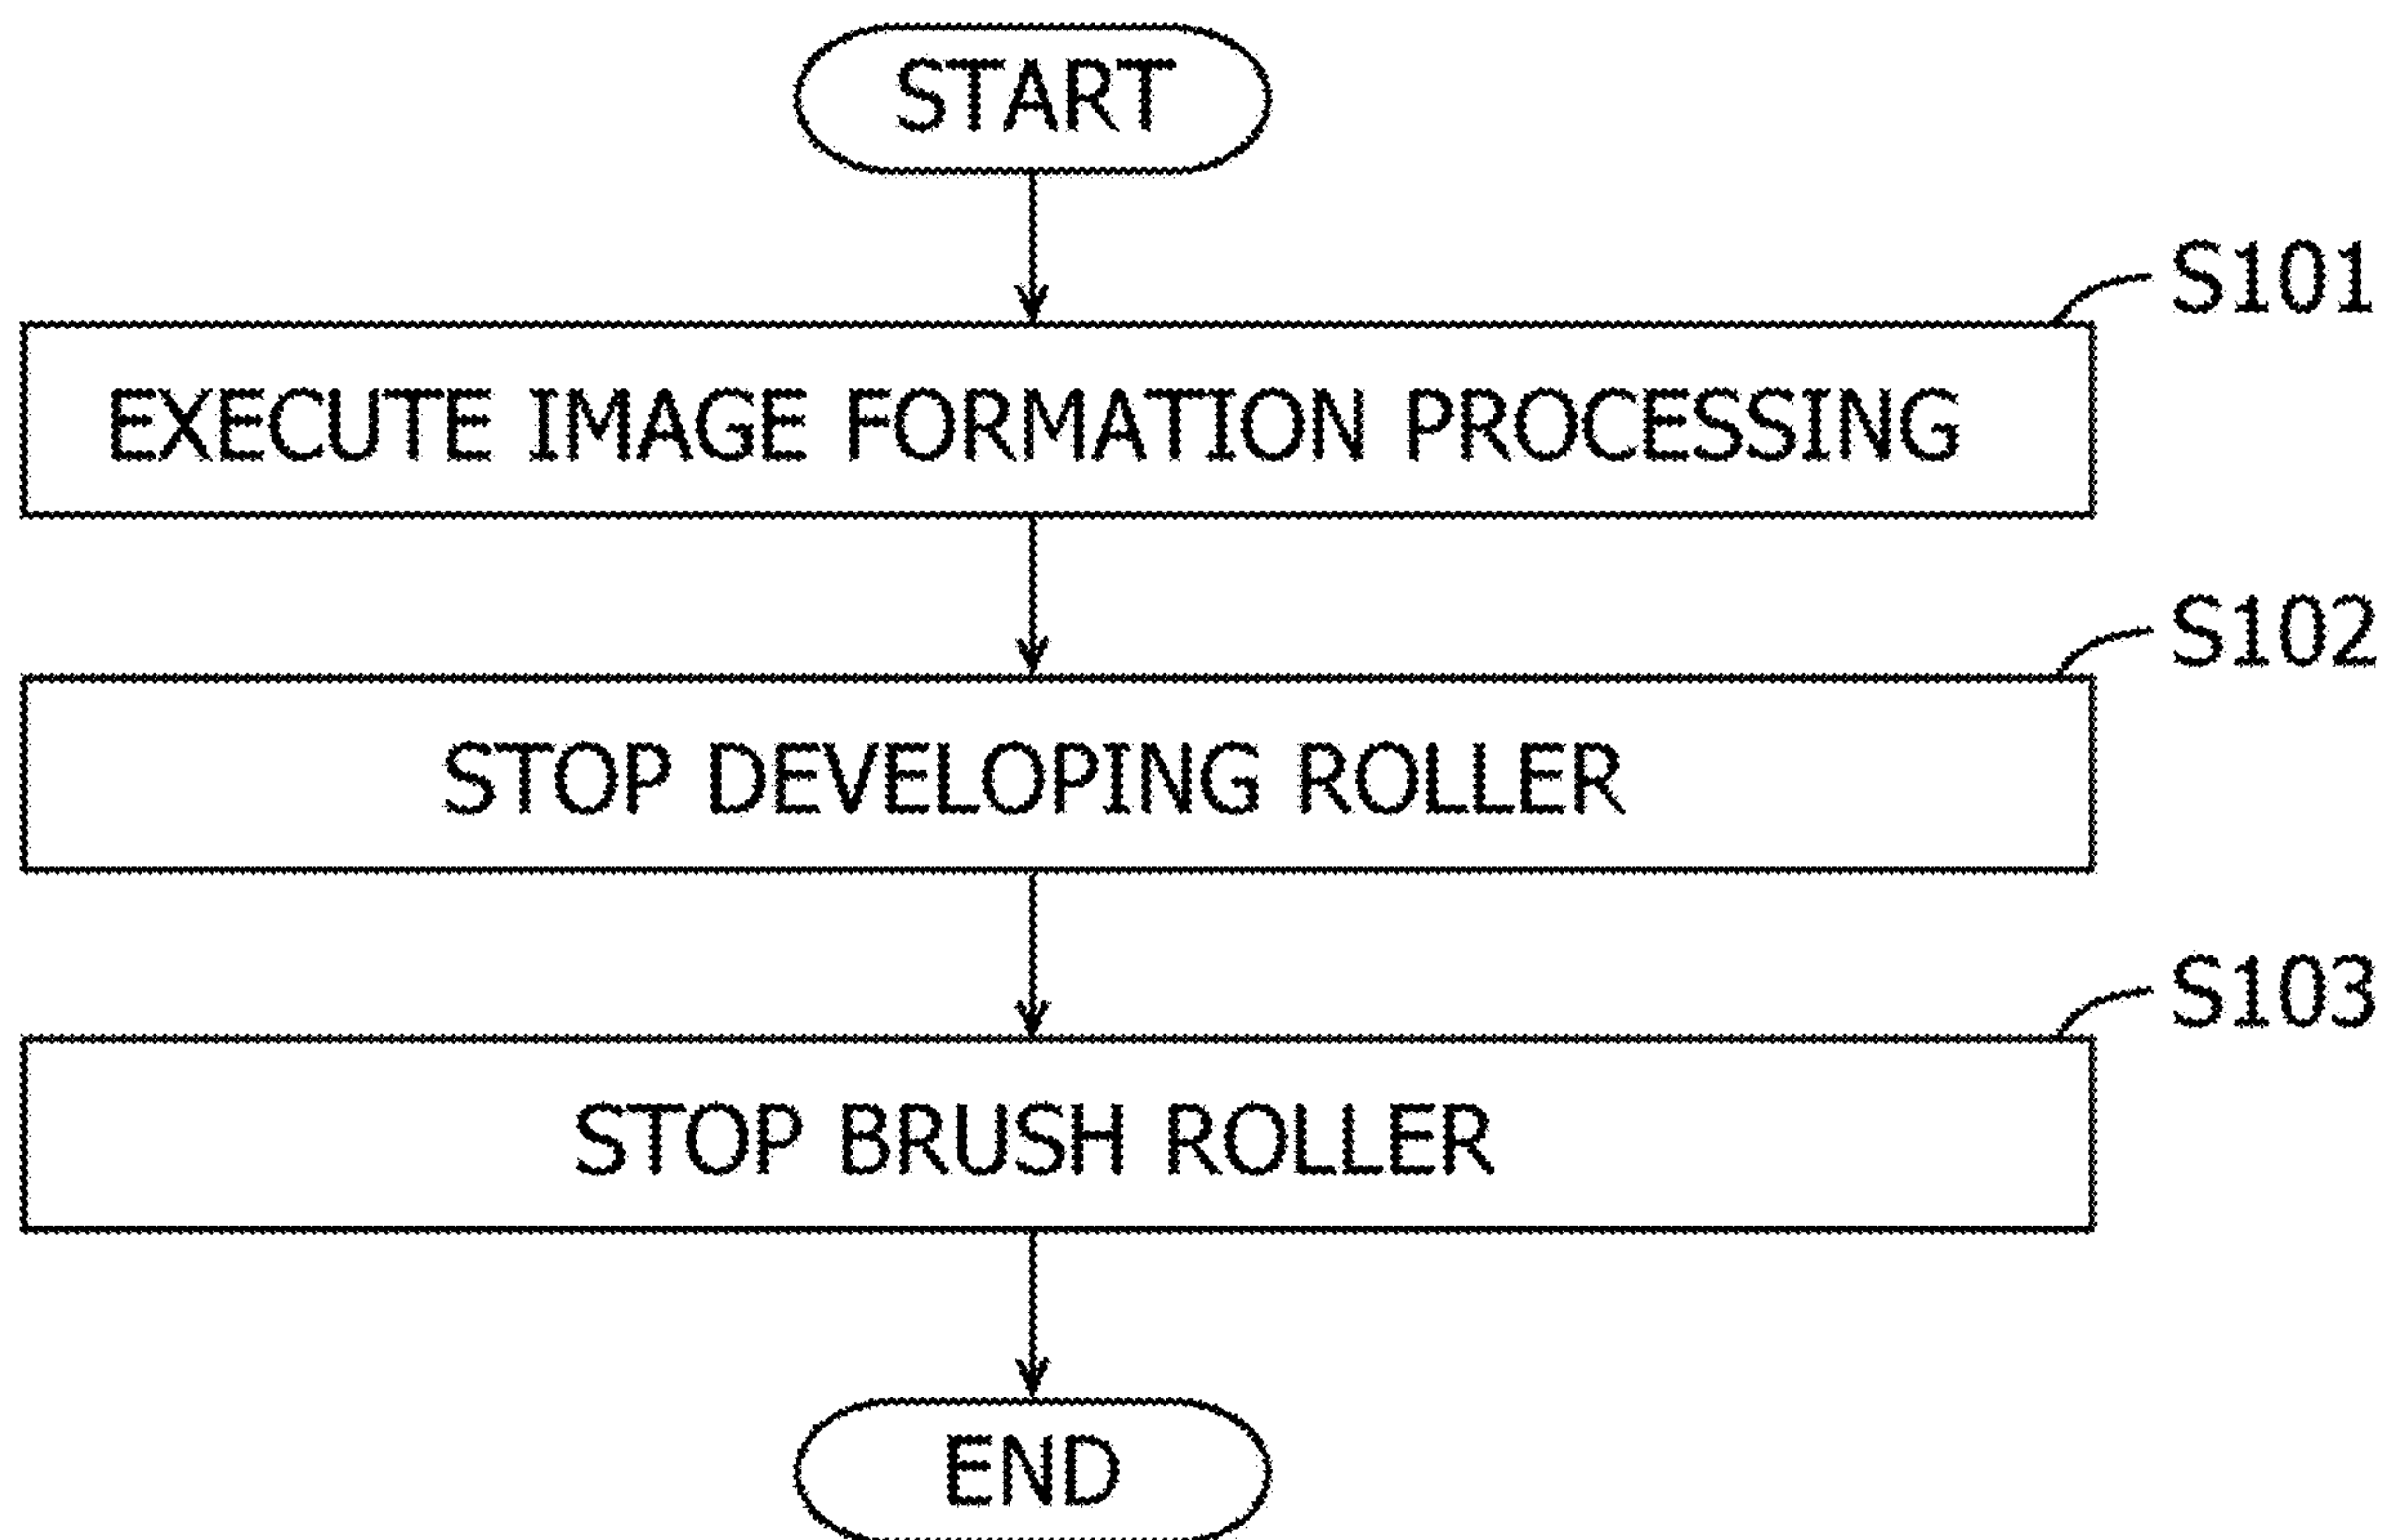 START
S101
EXECUTE IMAGE FORMATION PROCESSING
S102
STOP DEVELOPING ROLLER
S103
STOP BRUSH ROLLER
END